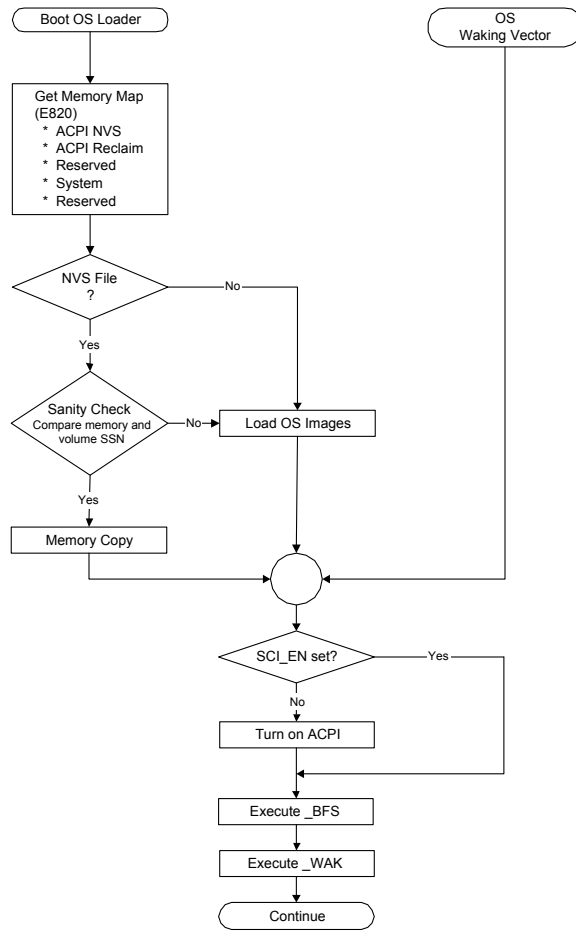 Boot OS Loader
OS
Waking Vector
Get Memory Map
(E820)
* ACPI NVS
* ACPI Reclaim
* Reserved
* System
* Reserved
NVS File
?
No
Yes
Sanity Check
Compare memory and
volume SSN
No
Load OS Images
Yes
Memory Copy
SCI_EN set?
Yes
No
Turn on ACPI
Execute _BFS
Execute _WAK
Continue